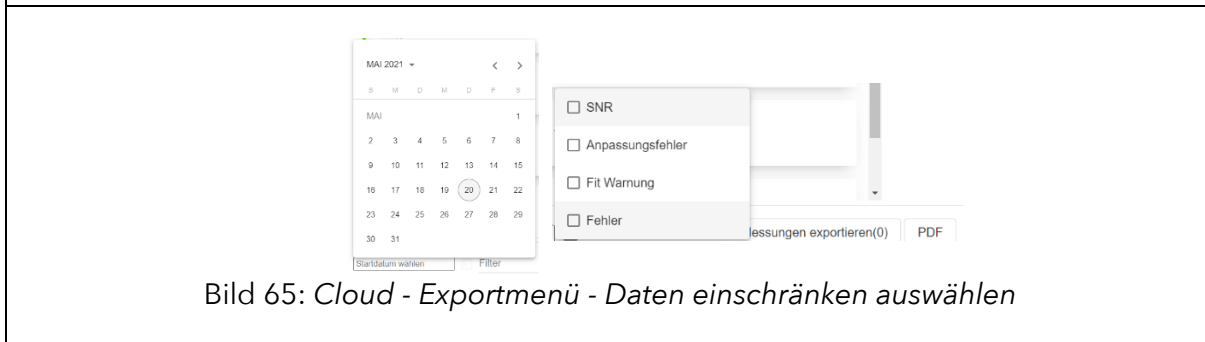 MAI 2021
S M D M D F S
MAI 1
2 3 4 5 6 7 8
9 10 11 12 13 14 15
16 17 18 19 20 21 22
23 24 25 26 27 28 29
30 31
Startdatum wählen
Filter
SNR
Anpassungsfehler
Fit Warnung
Fehler
exportieren(0)
PDF
Bild 65: Cloud - Exportmenü - Daten einschränken auswählen